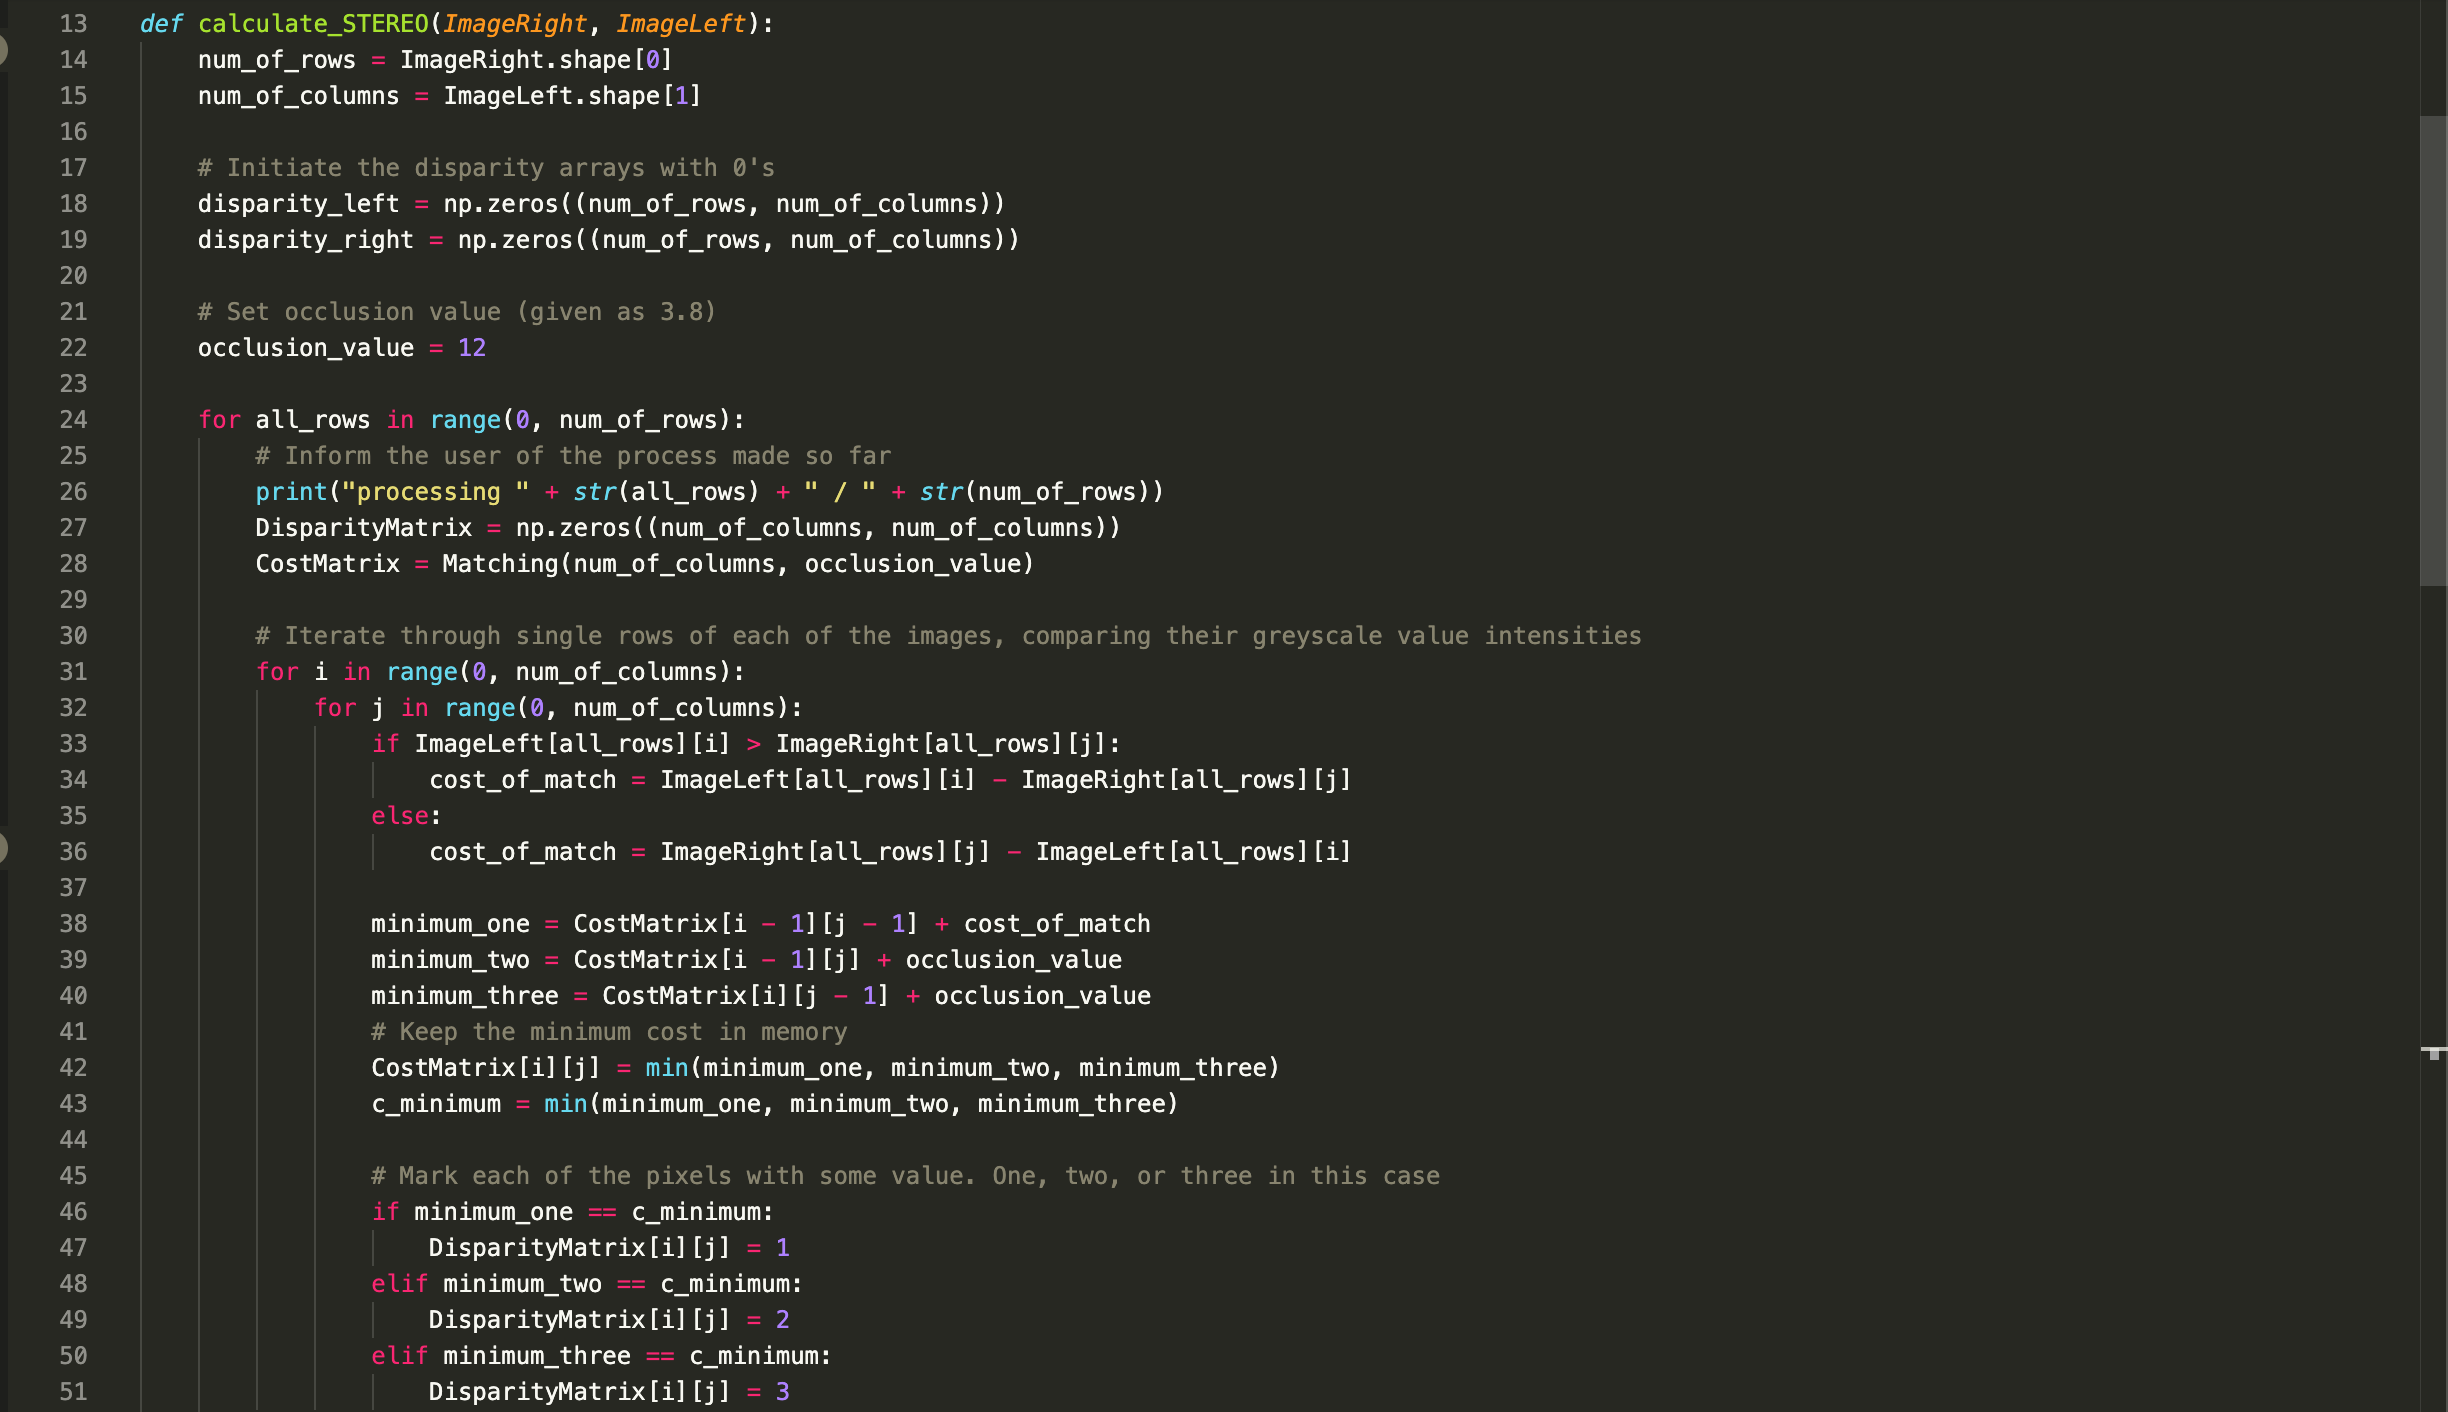 13 def calculate_STEREO(ImageRight, ImageLeft):
14     num_of_rows = ImageRight.shape[0]
15     num_of_columns = ImageLeft.shape[1]
16
17     # Initiate the disparity arrays with 0's
18     disparity_left = np.zeros((num_of_rows, num_of_columns))
19     disparity_right = np.zeros((num_of_rows, num_of_columns))
20
21     # Set occlusion value (given as 3.8)
22     occlusion_value = 12
23
24     for all_rows in range(0, num_of_rows):
25         # Inform the user of the process made so far
26         print("processing " + str(all_rows) + " / " + str(num_of_rows))
27         DisparityMatrix = np.zeros((num_of_columns, num_of_columns))
28         CostMatrix = Matching(num_of_columns, occlusion_value)
29
30         # Iterate through single rows of each of the images, comparing their greyscale value intensities
31         for i in range(0, num_of_columns):
32             for j in range(0, num_of_columns):
33                 if ImageLeft[all_rows][i] > ImageRight[all_rows][j]:
34                     cost_of_match = ImageLeft[all_rows][i] - ImageRight[all_rows][j]
35                 else:
36                     cost_of_match = ImageRight[all_rows][j] - ImageLeft[all_rows][i]
37
38                 minimum_one = CostMatrix[i - 1][j - 1] + cost_of_match
39                 minimum_two = CostMatrix[i - 1][j] + occlusion_value
40                 minimum_three = CostMatrix[i][j - 1] + occlusion_value
41                 # Keep the minimum cost in memory
42                 CostMatrix[i][j] = min(minimum_one, minimum_two, minimum_three)
43                 c_minimum = min(minimum_one, minimum_two, minimum_three)
44
45                 # Mark each of the pixels with some value. One, two, or three in this case
46                 if minimum_one == c_minimum:
47                     DisparityMatrix[i][j] = 1
48                 elif minimum_two == c_minimum:
49                     DisparityMatrix[i][j] = 2
50                 elif minimum_three == c_minimum:
51                     DisparityMatrix[i][j] = 3